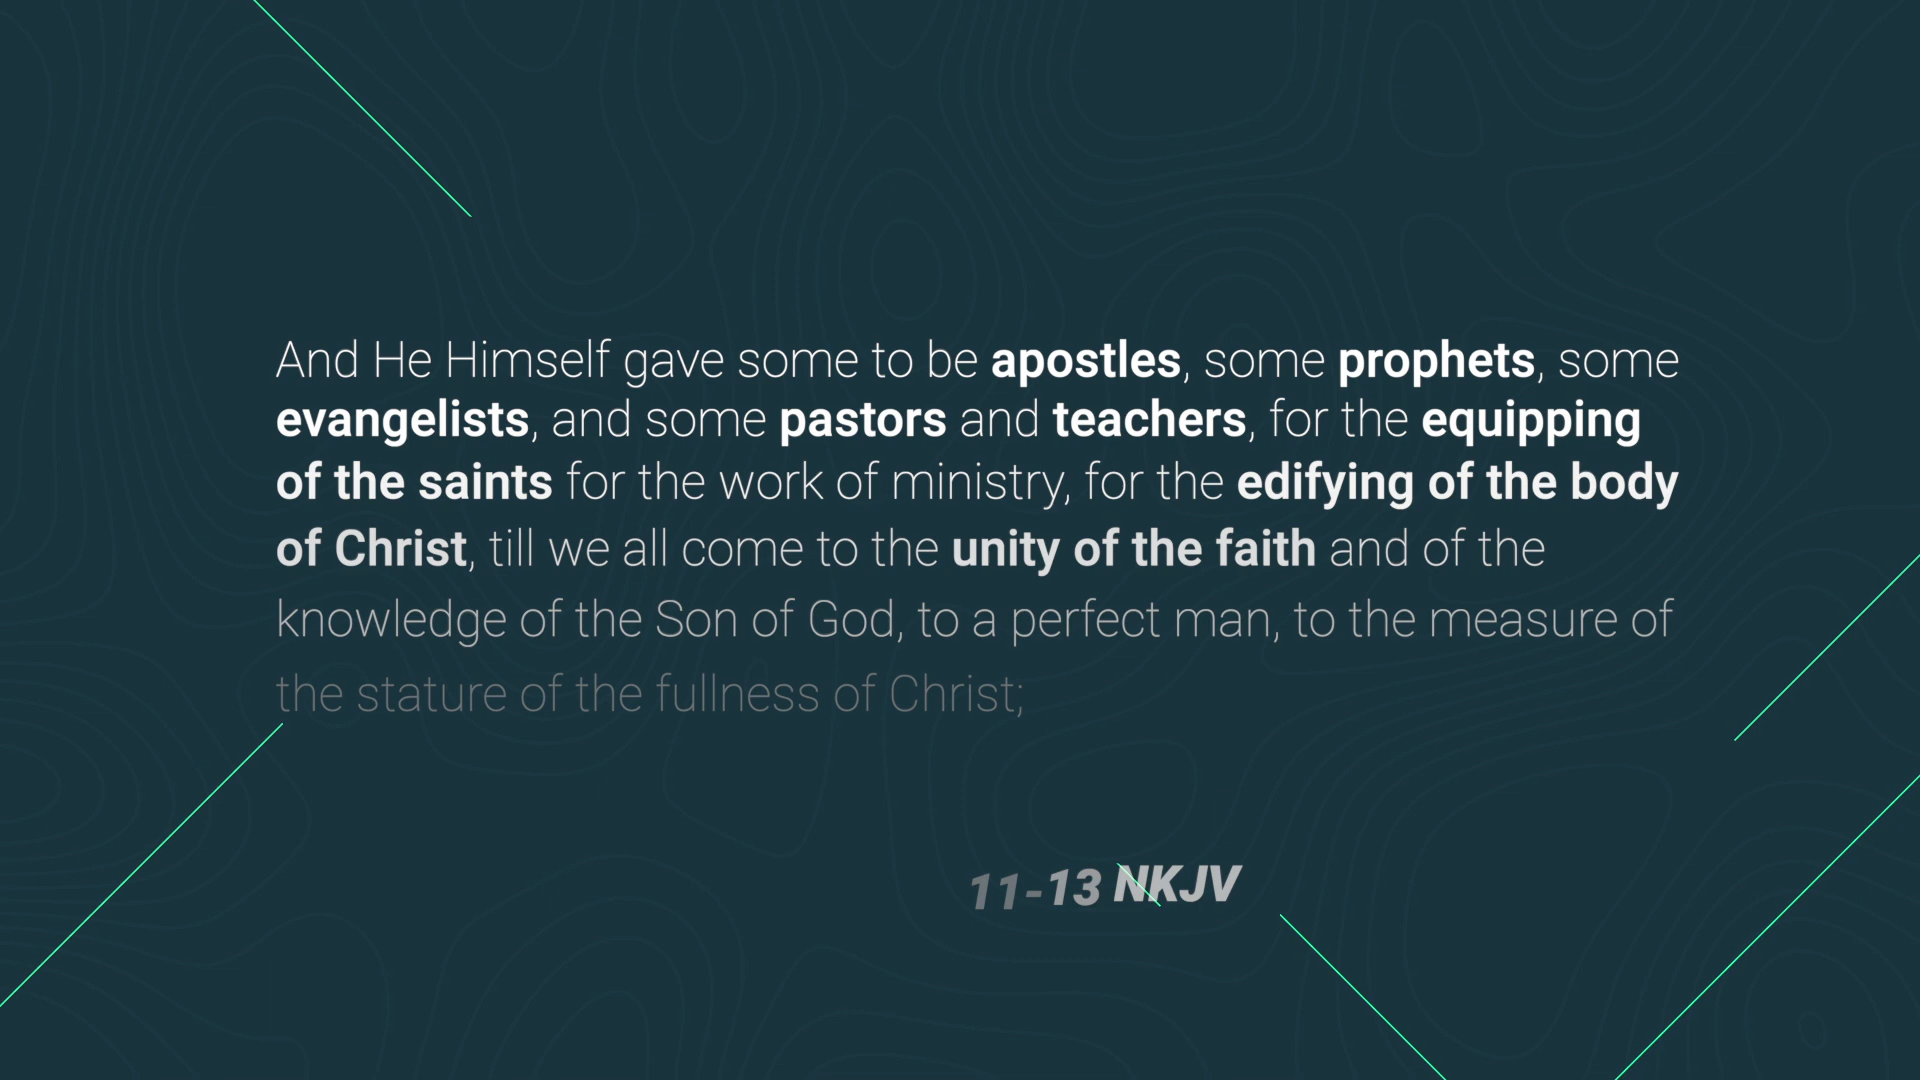 And He Himself gave some to be apostles, some prophets, some
evangelists, and some pastors and teachers, for the equipping
of the saints for the work of ministry, for the edifying of the body
of Christ, till we all come to the unity of the faith and of the
knowledge of the Son of God, to a perfect man, to the measure of
the stature of the fullness of Christ;
11-13 NKJV